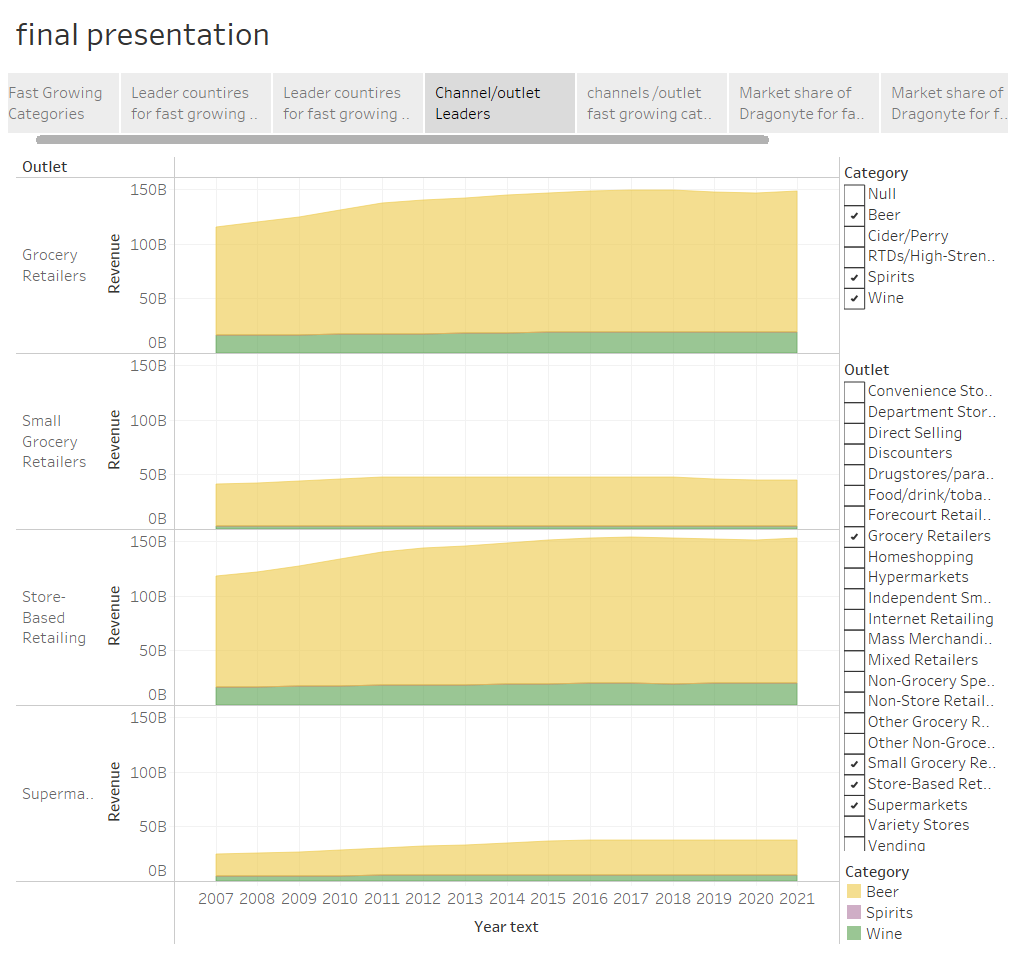 final presentation
Fast Growing
Categories
Leader countires
for fast growing ..
Leader countires
for fast growing ..
Channel/outlet
Leaders
channels /outlet
fast growing cat..
Market share of
Dragonyte for fa..
Market share of
Dragonyte for f..
Outlet
Grocery
Retailers
Revenue
150B
100B
50B
0B
Small
Grocery
Retailers
Revenue
150B
100B
50B
0B
Store-
Based
Retailing
Revenue
150B
100B
50B
0B
Superma..
Revenue
150B
100B
50B
0B
2007 2008 2009 2010 2011 2012 2013 2014 2015 2016 2017 2018 2019 2020 2021
Year text
Category
Null
Beer
Cider/Perry
RTDs/High-Stren..
Spirits
Wine
Outlet
Convenience Sto..
Department Stor..
Direct Selling
Discounters
Drugstores/para..
Food/drink/toba..
Forecourt Retail..
Grocery Retailers
Homeshopping
Hypermarkets
Independent Sm..
Internet Retailing
Mass Merchandi..
Mixed Retailers
Non-Grocery Spe..
Non-Store Retail..
Other Grocery R..
Other Non-Groce..
Small Grocery Re..
Store-Based Ret..
Supermarkets
Variety Stores
Vending
Category
Beer
Spirits
Wine